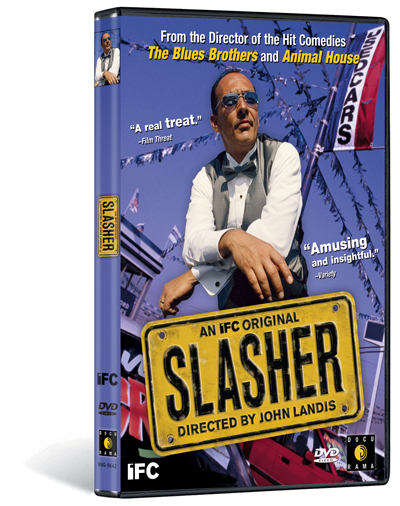 From the Director of the Hit Comedies
The Blues Brothers and Animal House
"A real treat."
–Film Threat
USED CARS
"Amusing
and insightful."
–Variety
AN IFC ORIGINAL
SLASHER
DIRECTED BY JOHN LANDIS
IFC
DVD
VIDEO
DOCU
RAMA
SLASHER
IFC
DVD
DOCU
RAMA